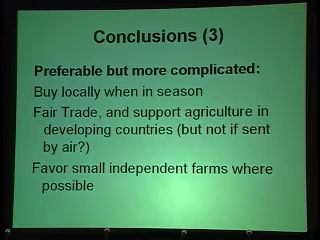 Conclusions (3)
Preferable but more complicated:
Buy locally when in season
Fair Trade, and support agriculture in
developing countries (but not if sent
by air?)
Favor small independent farms where
possible